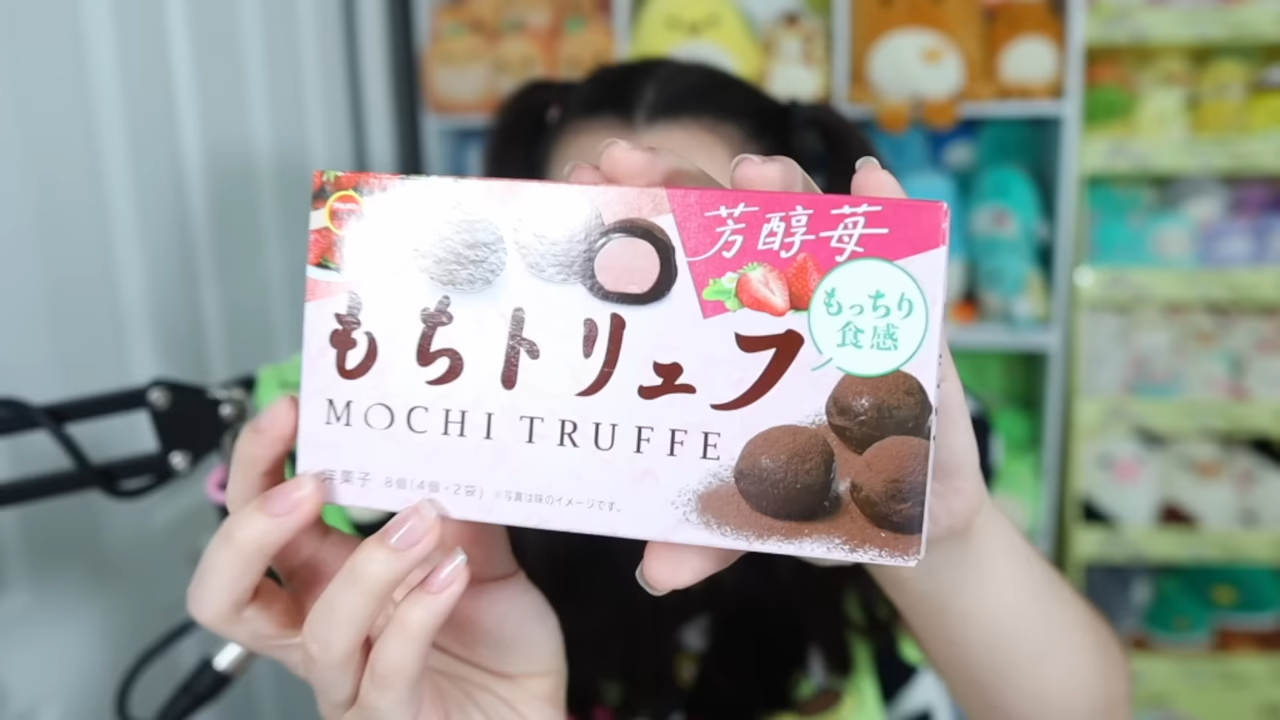 芳醇苺
もっちり
食感
もちトリュフ
MOCHI TRUFFE
洋菓子 8個(4個×2袋) ※写真は味のイメージです。